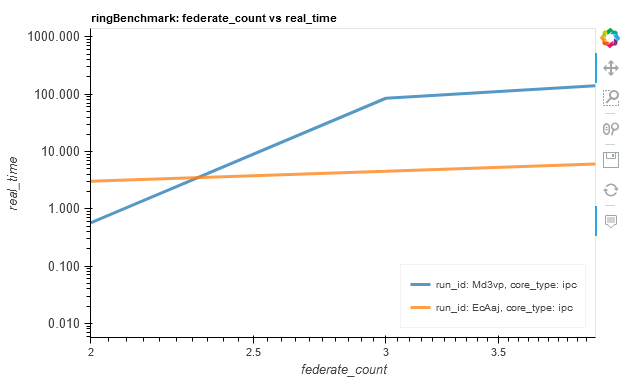 ringBenchmark: federate_count vs real_time
1000.000
100.000
10.000
1.000
0.100
0.010
real_time
2
2.5
3
3.5
federate_count
run_id: Md3vp, core_type: ipc
run_id: EcAaj, core_type: ipc